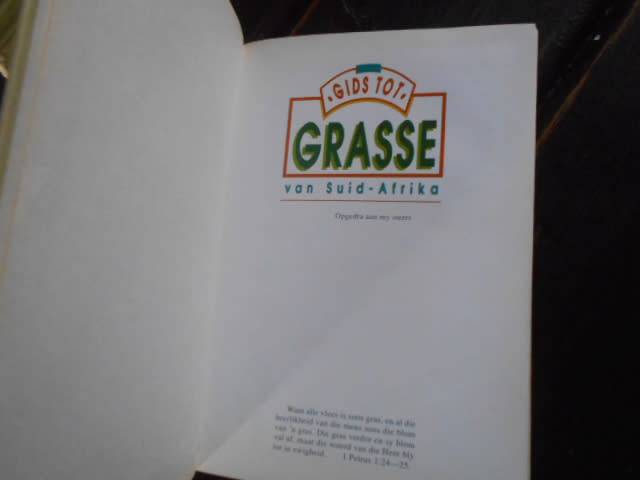 GIDS TOT
GRASSE
van Suid-Afrika
Opgedra aan my ouers
Want alle vlees is soos gras, en al die
heerlikheid van die mens soos die blom
van 'n gras. Die gras verdor en sy blom
val af, maar die woord van die Here bly
tot in ewigheid. 1 Petrus 1:24—25.